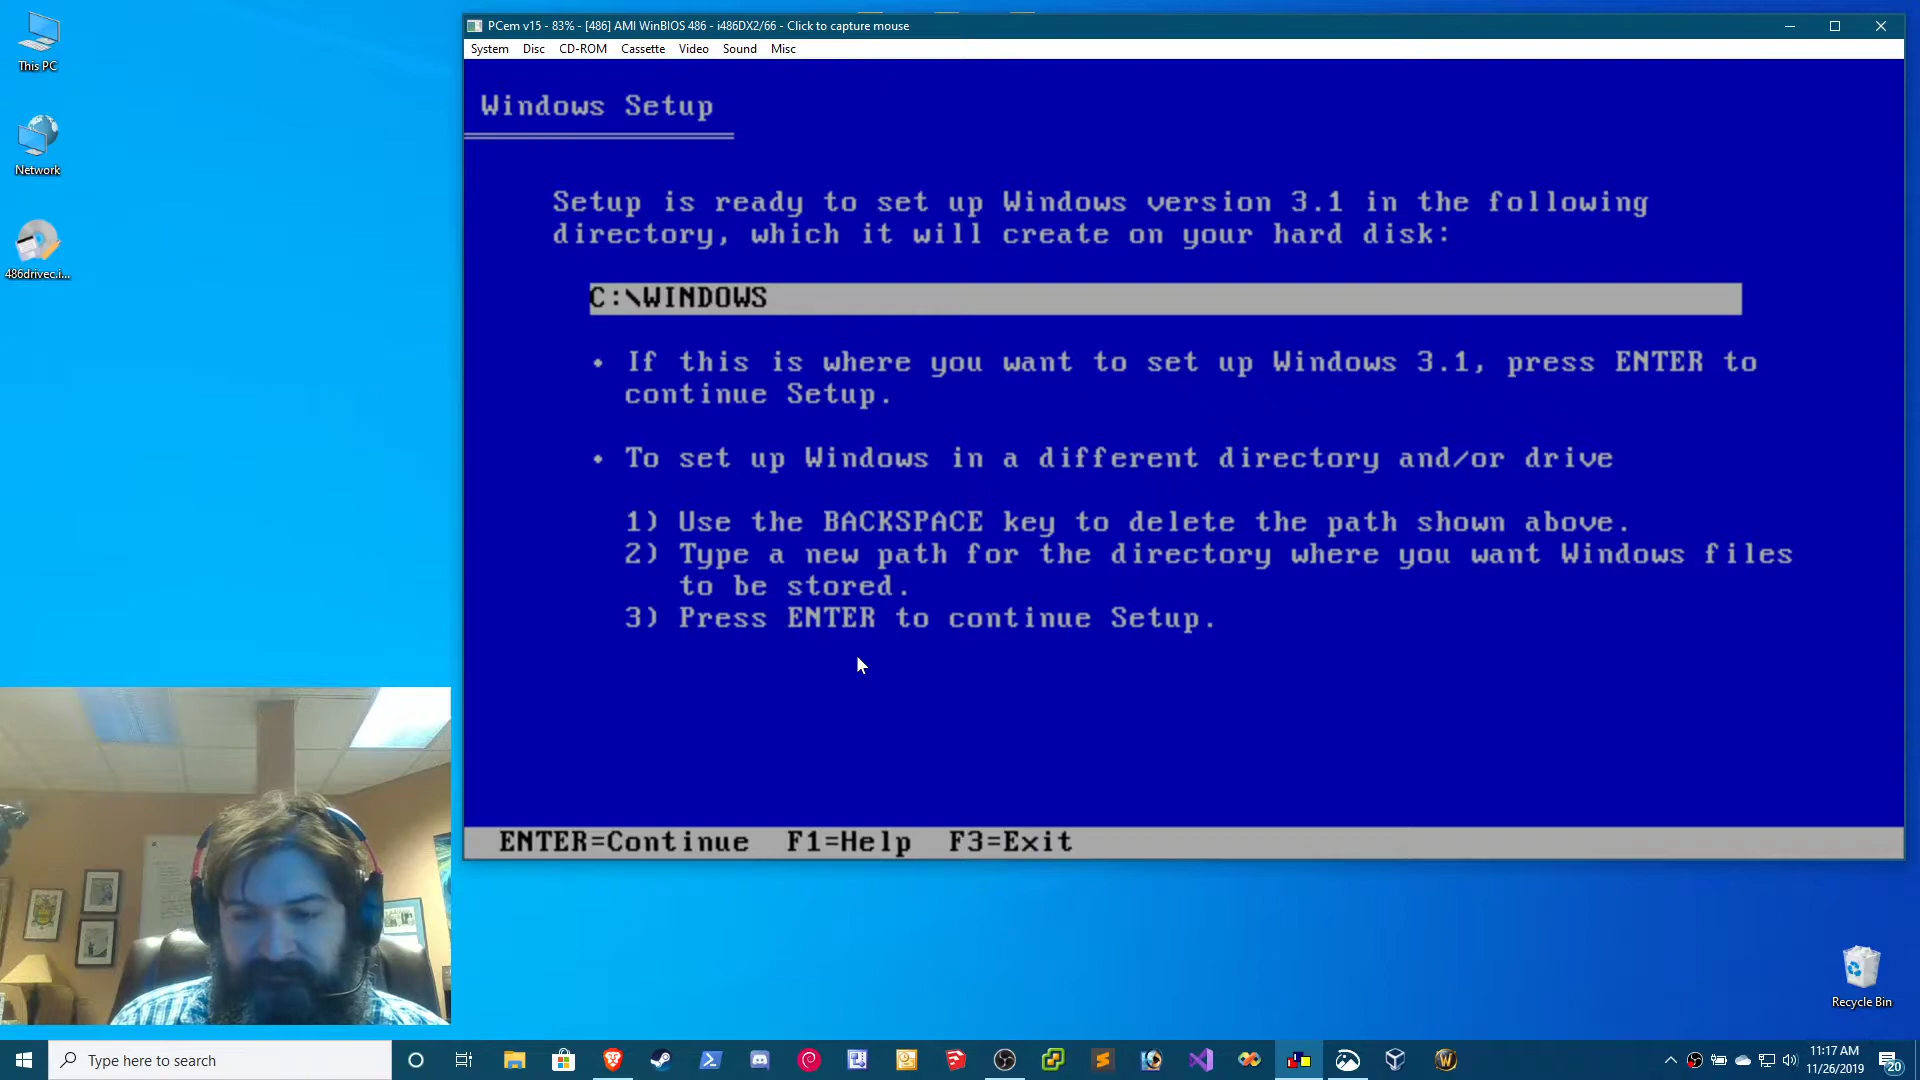 This PC
Network
486drivec.i...
PCem v15 - 83% - [486] AMI WinBIOS 486 - i486DX2/66 - Click to capture mouse
System Disc CD-ROM Cassette Video Sound Misc
Windows Setup
Setup is ready to set up Windows version 3.1 in the following
directory, which it will create on your hard disk:
C:\WINDOWS
• If this is where you want to set up Windows 3.1, press ENTER to
continue Setup.
• To set up Windows in a different directory and/or drive
1) Use the BACKSPACE key to delete the path shown above.
2) Type a new path for the directory where you want Windows files
to be stored.
3) Press ENTER to continue Setup.
ENTER=Continue F1=Help F3=Exit
Recycle Bin
Type here to search
11:17 AM
11/26/2019
20